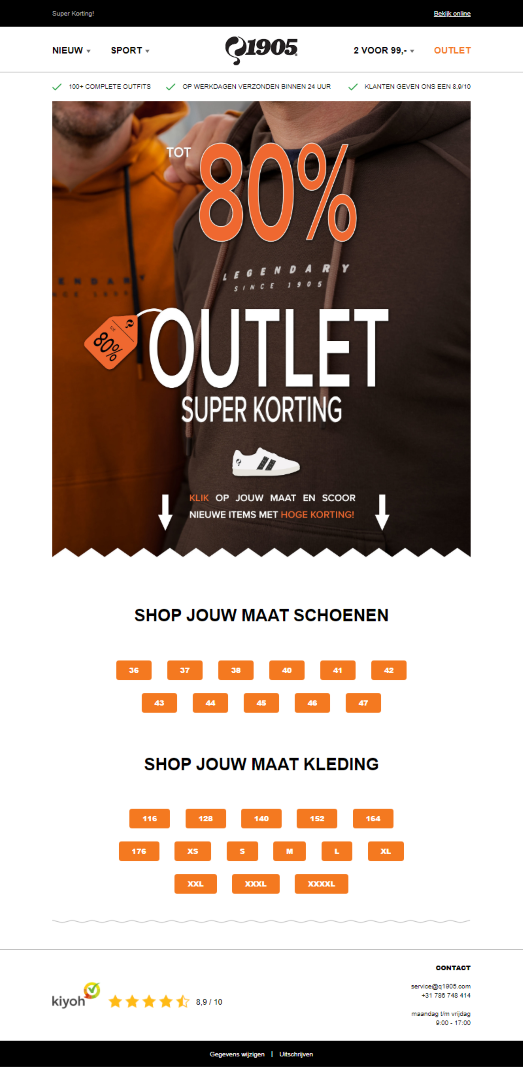 Super Korting!
Bekijk online
NIEUW
SPORT
Q1905
2 VOOR 99,-
OUTLET
100+ COMPLETE OUTFITS
OP WERKDAGEN VERZONDEN BINNEN 24 UUR
KLANTEN GEVEN ONS EEN 8,9/10
TOT
80%
LEGENDARY
SINCE 1905
80%
OUTLET
SUPER KORTING
KLIK OP JOUW MAAT EN SCOOR
NIEUWE ITEMS MET HOGE KORTING!
SHOP JOUW MAAT SCHOENEN
36 37 38 40 41 42
43 44 45 46 47
SHOP JOUW MAAT KLEDING
116 128 140 152 164
176 XS S M L XL
XXL XXXL XXXXL
CONTACT
service@q1905.com
+31 786 748 414
maandag t/m vrijdag
9:00 - 17:00
kiyoh
8,9 / 10
Gegevens wijzigen | Uitschrijven